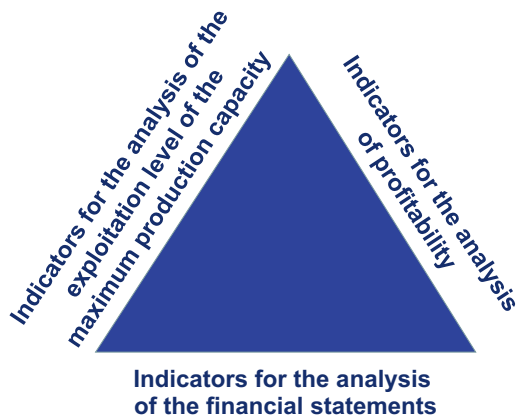 Indicators for the analysis of the
exploitation level of the
maximum production capacity
Indicators for the analysis
of profitability
Indicators for the analysis
of the financial statements